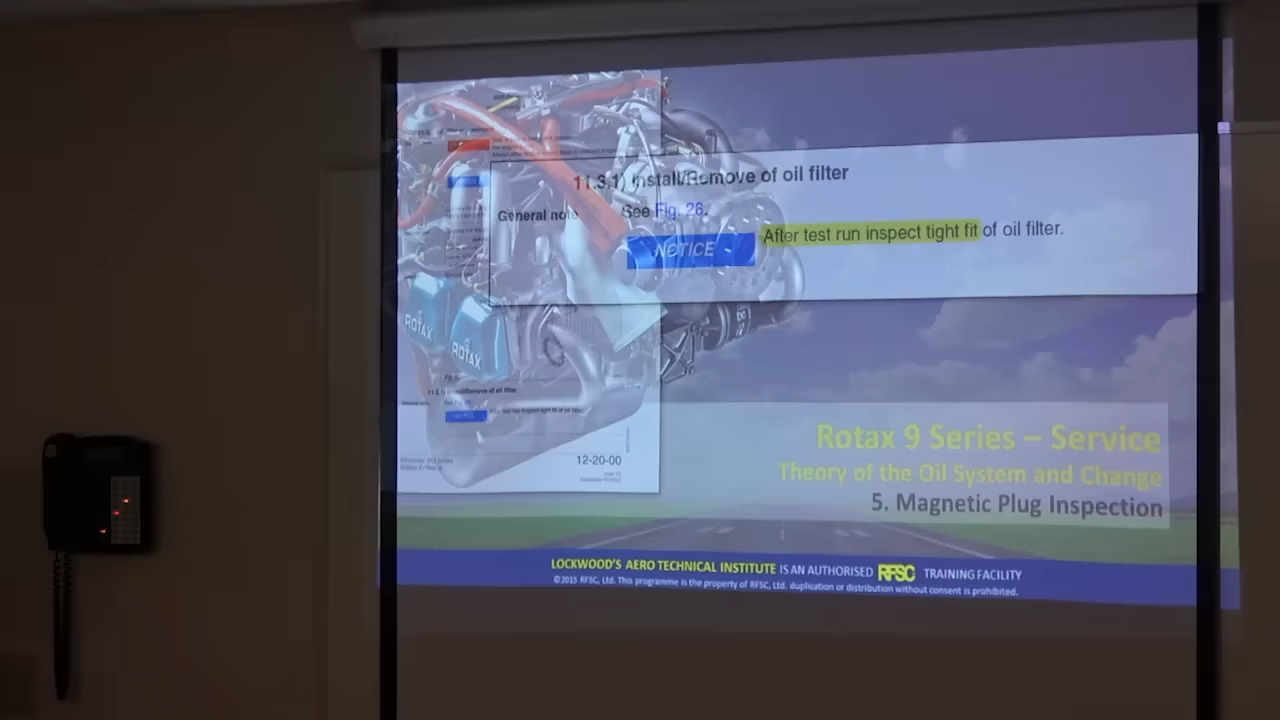 11.3.1) Install/Remove of oil filter
General note
See Fig. 26.
NOTICE
After test run inspect tight fit of oil filter.
ROTAX
ROTAX
NOTICE
12-20-00
Rotax 9 Series – Service
Theory of the Oil System and Change
5. Magnetic Plug Inspection
LOCKWOOD'S AERO TECHNICAL INSTITUTE IS AN AUTHORISED RFSC TRAINING FACILITY
©2015 RFSC, Ltd. This programme is the property of RFSC, Ltd. duplication or distribution without consent is prohibited.